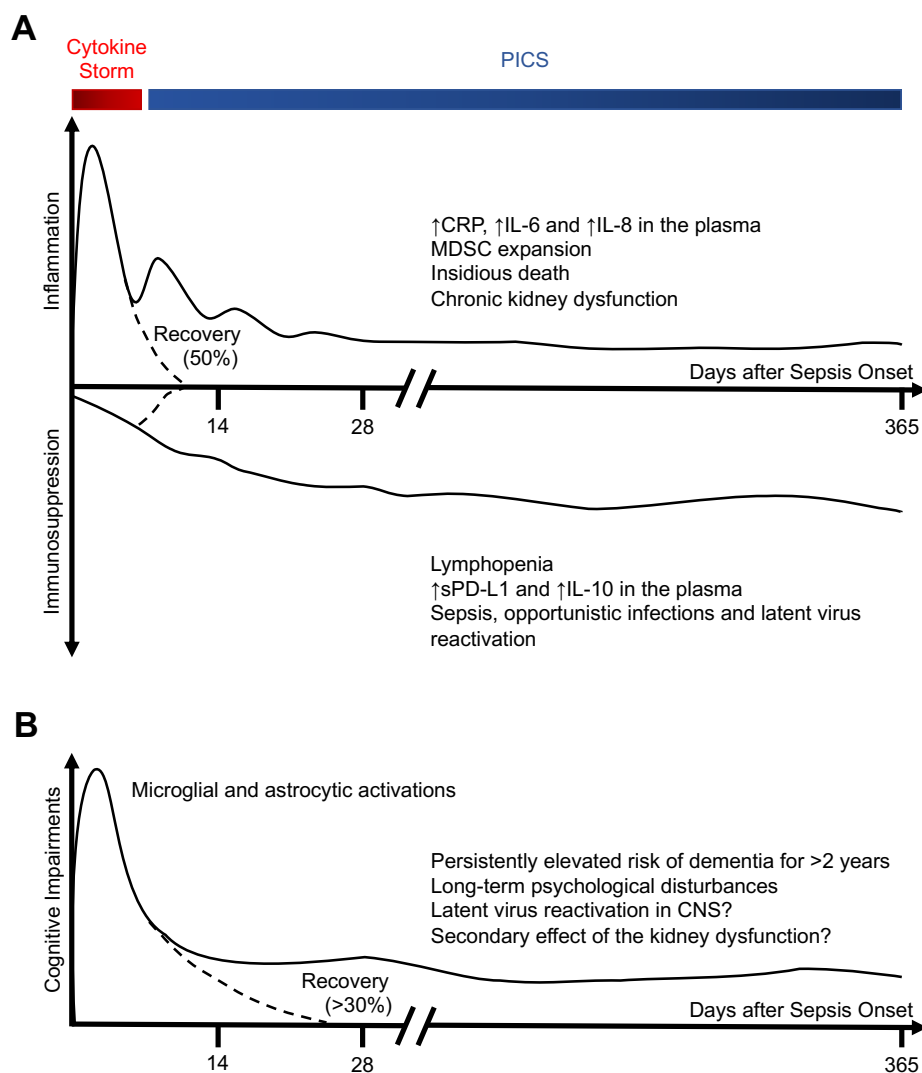 A
Cytokine
Storm
PICS
Inflammation
↑CRP, ↑IL-6 and ↑IL-8 in the plasma
MDSC expansion
Insidious death
Chronic kidney dysfunction
Recovery
(50%)
Days after Sepsis Onset
14
28
365
Immunosuppression
Lymphopenia
↑sPD-L1 and ↑IL-10 in the plasma
Sepsis, opportunistic infections and latent virus
reactivation
B
Cognitive Impairments
Microglial and astrocytic activations
Persistently elevated risk of dementia for >2 years
Long-term psychological disturbances
Latent virus reactivation in CNS?
Secondary effect of the kidney dysfunction?
Recovery
(>30%)
Days after Sepsis Onset
14
28
365